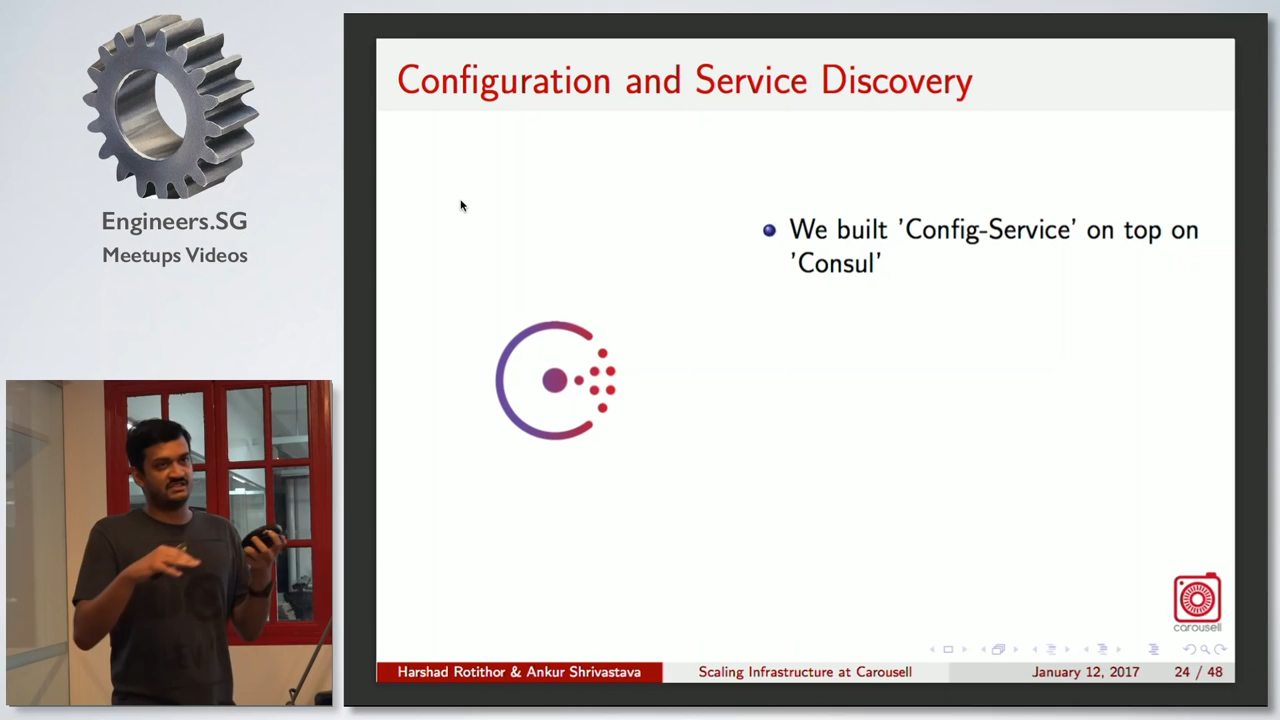 Engineers.SG
Meetups Videos
Configuration and Service Discovery
We built 'Config-Service' on top on
'Consul'
carousell
Harshad Rotithor & Ankur Shrivastava
Scaling Infrastructure at Carousell
January 12, 2017
24 / 48